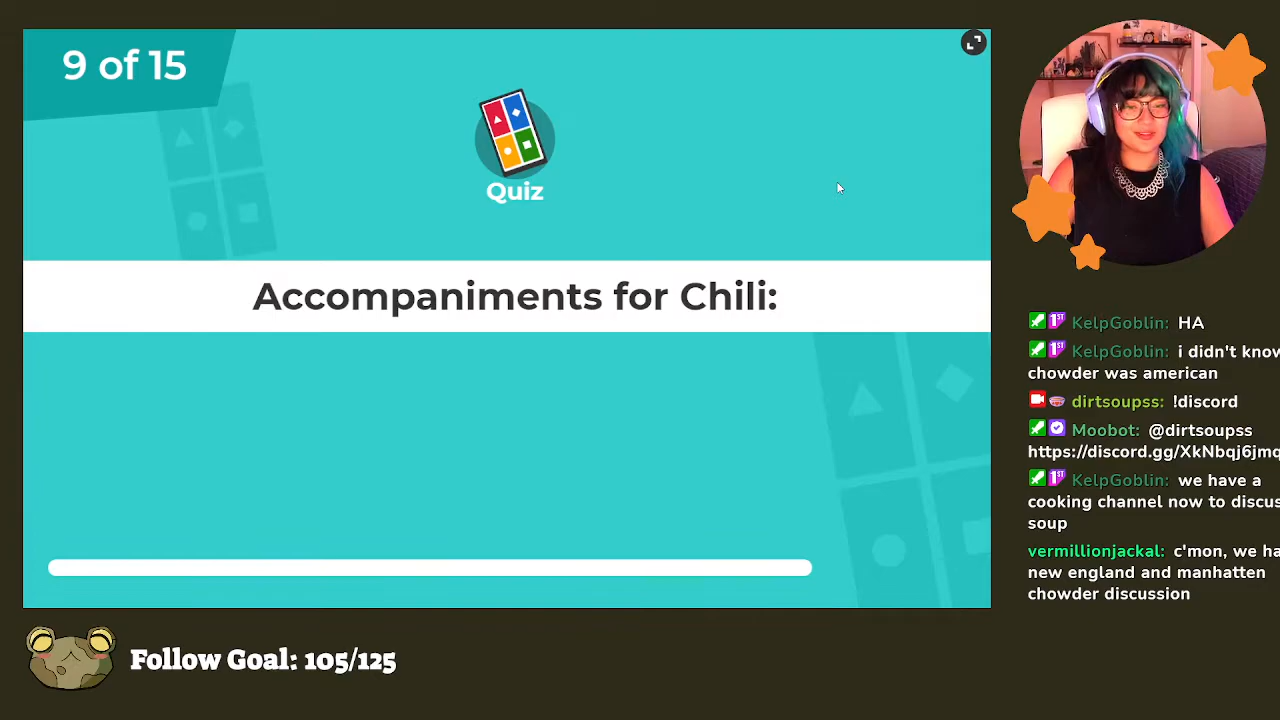 9 of 15
Quiz
Accompaniments for Chili:
KelpGoblin: HA
KelpGoblin: i didn't know
chowder was american
dirtsoupss: !discord
Moobot: @dirtsoupss
https://discord.gg/XkNbqj6jmq
KelpGoblin: we have a
cooking channel now to discus
soup
vermillionjackal: c'mon, we ha
new england and manhatten
chowder discussion
Follow Goal: 105/125